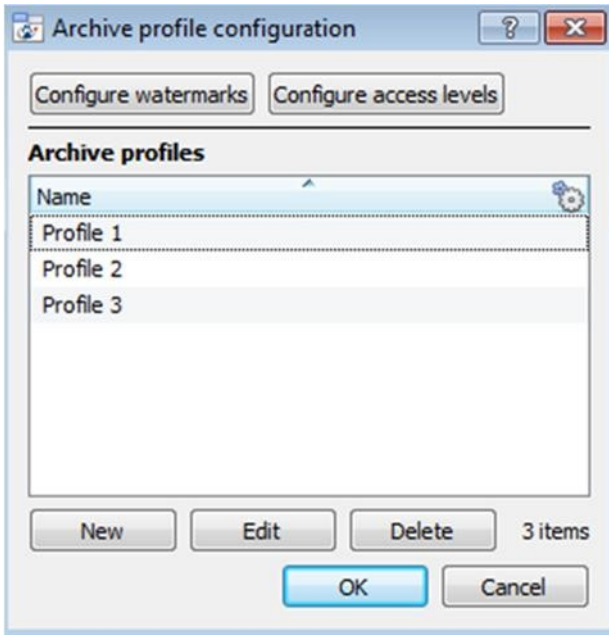 Archive profile configuration
?
Configure watermarks Configure access levels
Archive profiles
Name
Profile 1
Profile 2
Profile 3
New Edit Delete 3 items
OK Cancel